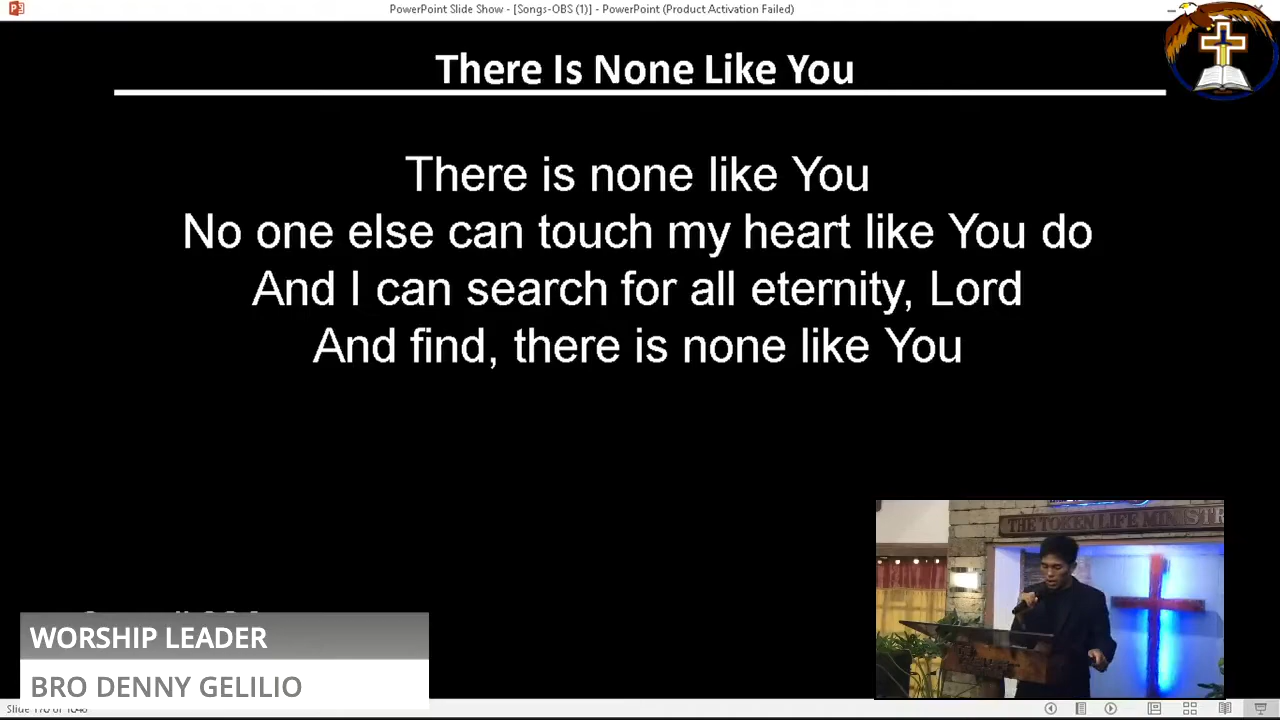 PowerPoint Slide Show - [Songs-OBS (1)] - PowerPoint (Product Activation Failed)
There Is None Like You
There is none like You
No one else can touch my heart like You do
And I can search for all eternity, Lord
And find, there is none like You
THE TOKEN LIFE MINISTR
WORSHIP LEADER
BRO DENNY GELILIO